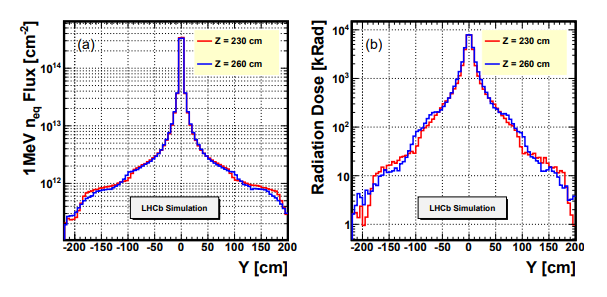 (a)
Z = 230 cm
Z = 260 cm
LHCb Simulation
1MeV n_eq Flux [cm^-2]
10^14
10^13
10^12
-200 -150 -100 -50 0 50 100 150 200
Y [cm]
(b)
Z = 230 cm
Z = 260 cm
LHCb Simulation
Radiation Dose [kRad]
10^4
10^3
10^2
10
1
-200 -150 -100 -50 0 50 100 150 200
Y [cm]